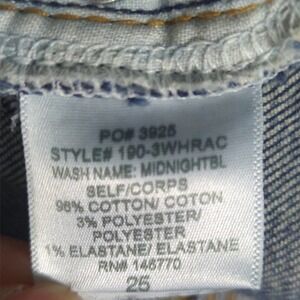 PO# 3925
STYLE# 190-3WHRAC
WASH NAME: MIDNIGHTBL
SELF/CORPS
96% COTTON/ COTON
3% POLYESTER/
POLYESTER
1% ELASTANE/ ELASTANE
RN# 146770
25